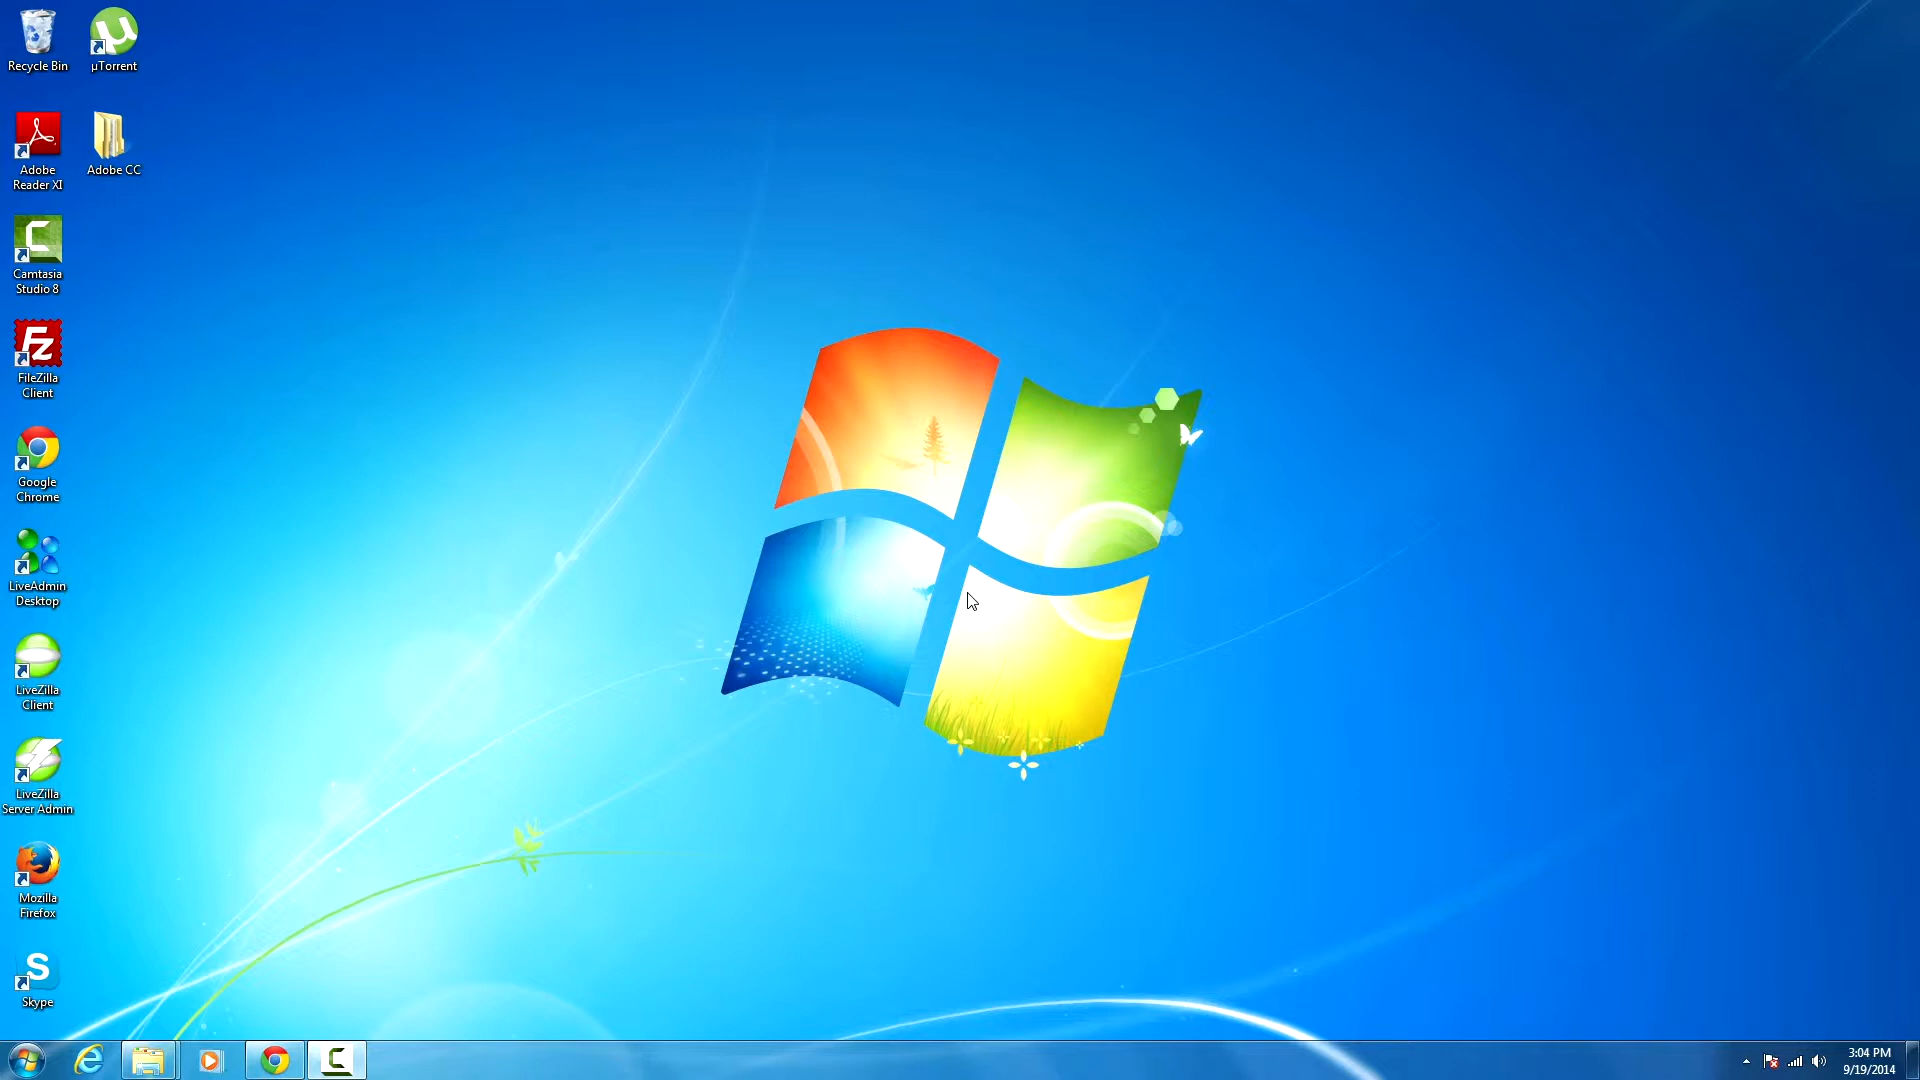 Recycle Bin
µTorrent
Adobe
Reader XI
Adobe CC
Camtasia
Studio 8
FileZilla
Client
Google
Chrome
LiveAdmin
Desktop
LiveZilla
Client
LiveZilla
Server Admin
Mozilla
Firefox
Skype
3:04 PM
9/19/2014